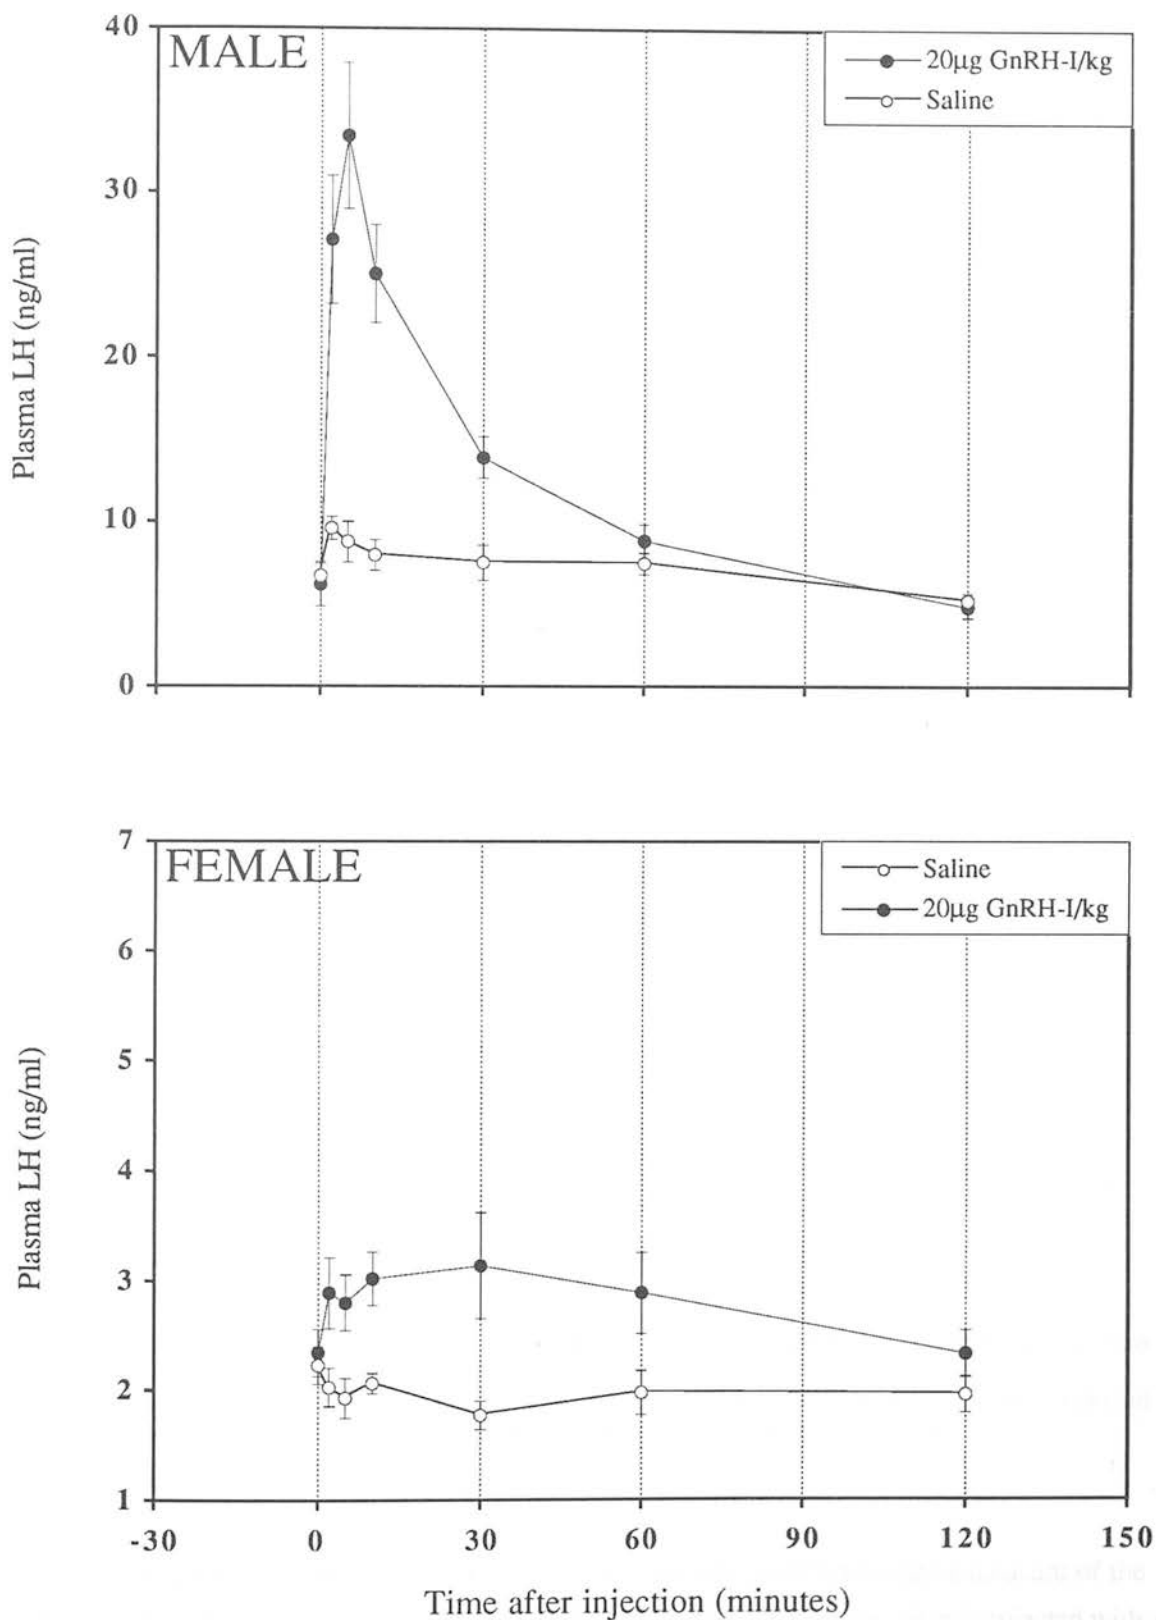 MALE
20µg GnRH-I/kg
Saline
40
30
20
10
0
Plasma LH (ng/ml)
FEMALE
Saline
20µg GnRH-I/kg
7
6
5
4
3
2
1
Plasma LH (ng/ml)
-30 0 30 60 90 120 150
Time after injection (minutes)